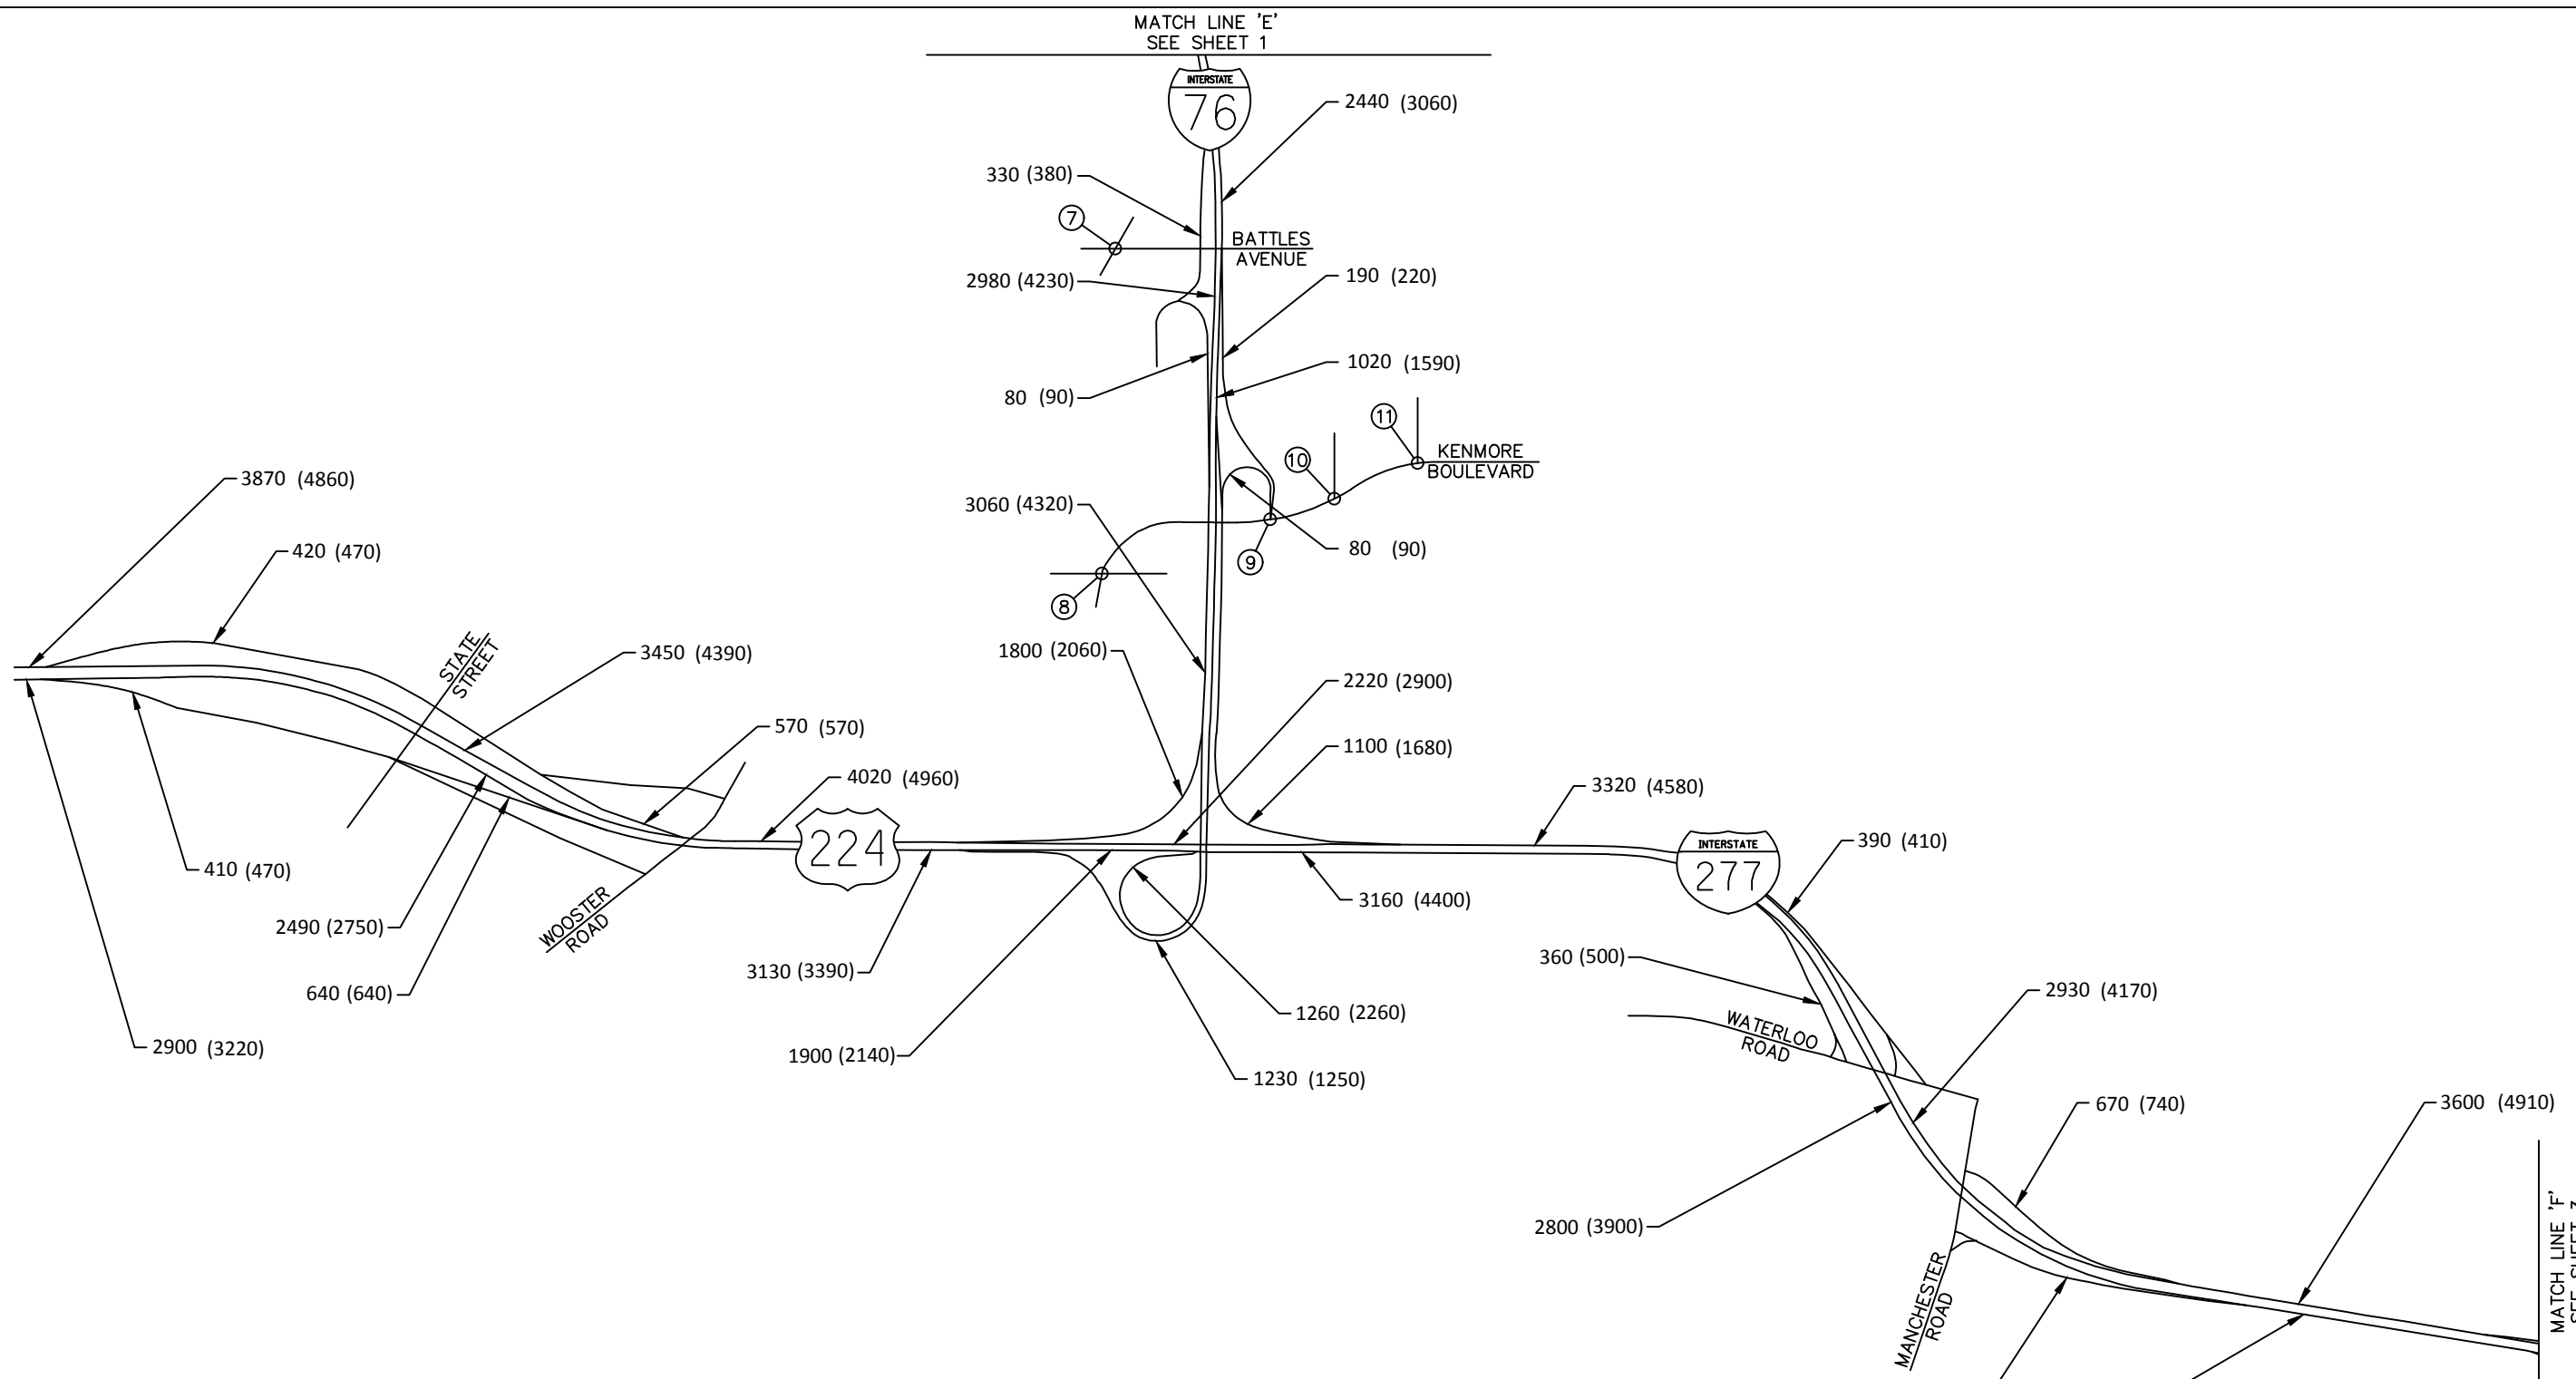 MATCH LINE 'E'
SEE SHEET 1
INTERSTATE
76
2440 (3060)
330 (380)
7
BATTLES
AVENUE
2980 (4230)
190 (220)
1020 (1590)
80 (90)
11
KENMORE
BOULEVARD
10
3870 (4860)
3060 (4320)
420 (470)
80 (90)
9
8
STATE
STREET
3450 (4390)
1800 (2060)
2220 (2900)
570 (570)
1100 (1680)
4020 (4960)
3320 (4580)
224
INTERSTATE
277
390 (410)
410 (470)
3160 (4400)
2490 (2750)
WOOSTER
ROAD
3130 (3390)
360 (500)
640 (640)
2930 (4170)
1260 (2260)
WATERLOO
ROAD
2900 (3220)
1900 (2140)
1230 (1250)
670 (740)
3600 (4910)
2800 (3900)
MANCHESTER
ROAD
MATCH LINE 'F'
SEE SHEET 3